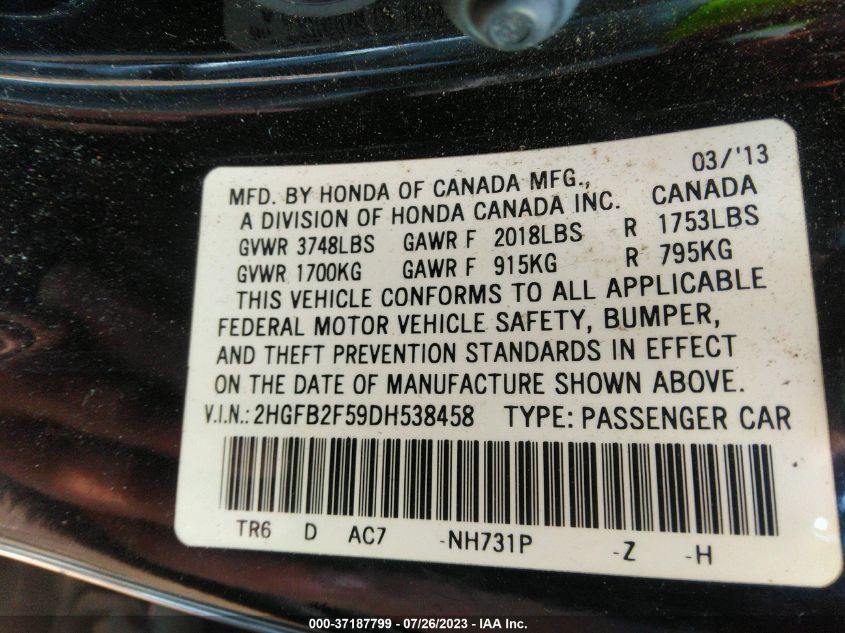 03/'13
MFD. BY HONDA OF CANADA MFG., CANADA
A DIVISION OF HONDA CANADA INC.
GVWR 3748LBS GAWR F 2018LBS R 1753LBS
GVWR 1700KG GAWR F 915KG R 795KG
THIS VEHICLE CONFORMS TO ALL APPLICABLE
FEDERAL MOTOR VEHICLE SAFETY, BUMPER,
AND THEFT PREVENTION STANDARDS IN EFFECT
ON THE DATE OF MANUFACTURE SHOWN ABOVE.
V.I.N.: 2HGFB2F59DH538458 TYPE: PASSENGER CAR
TR6 D AC7 -NH731P -Z -H
000-37187799 - 07/26/2023 - IAA Inc.